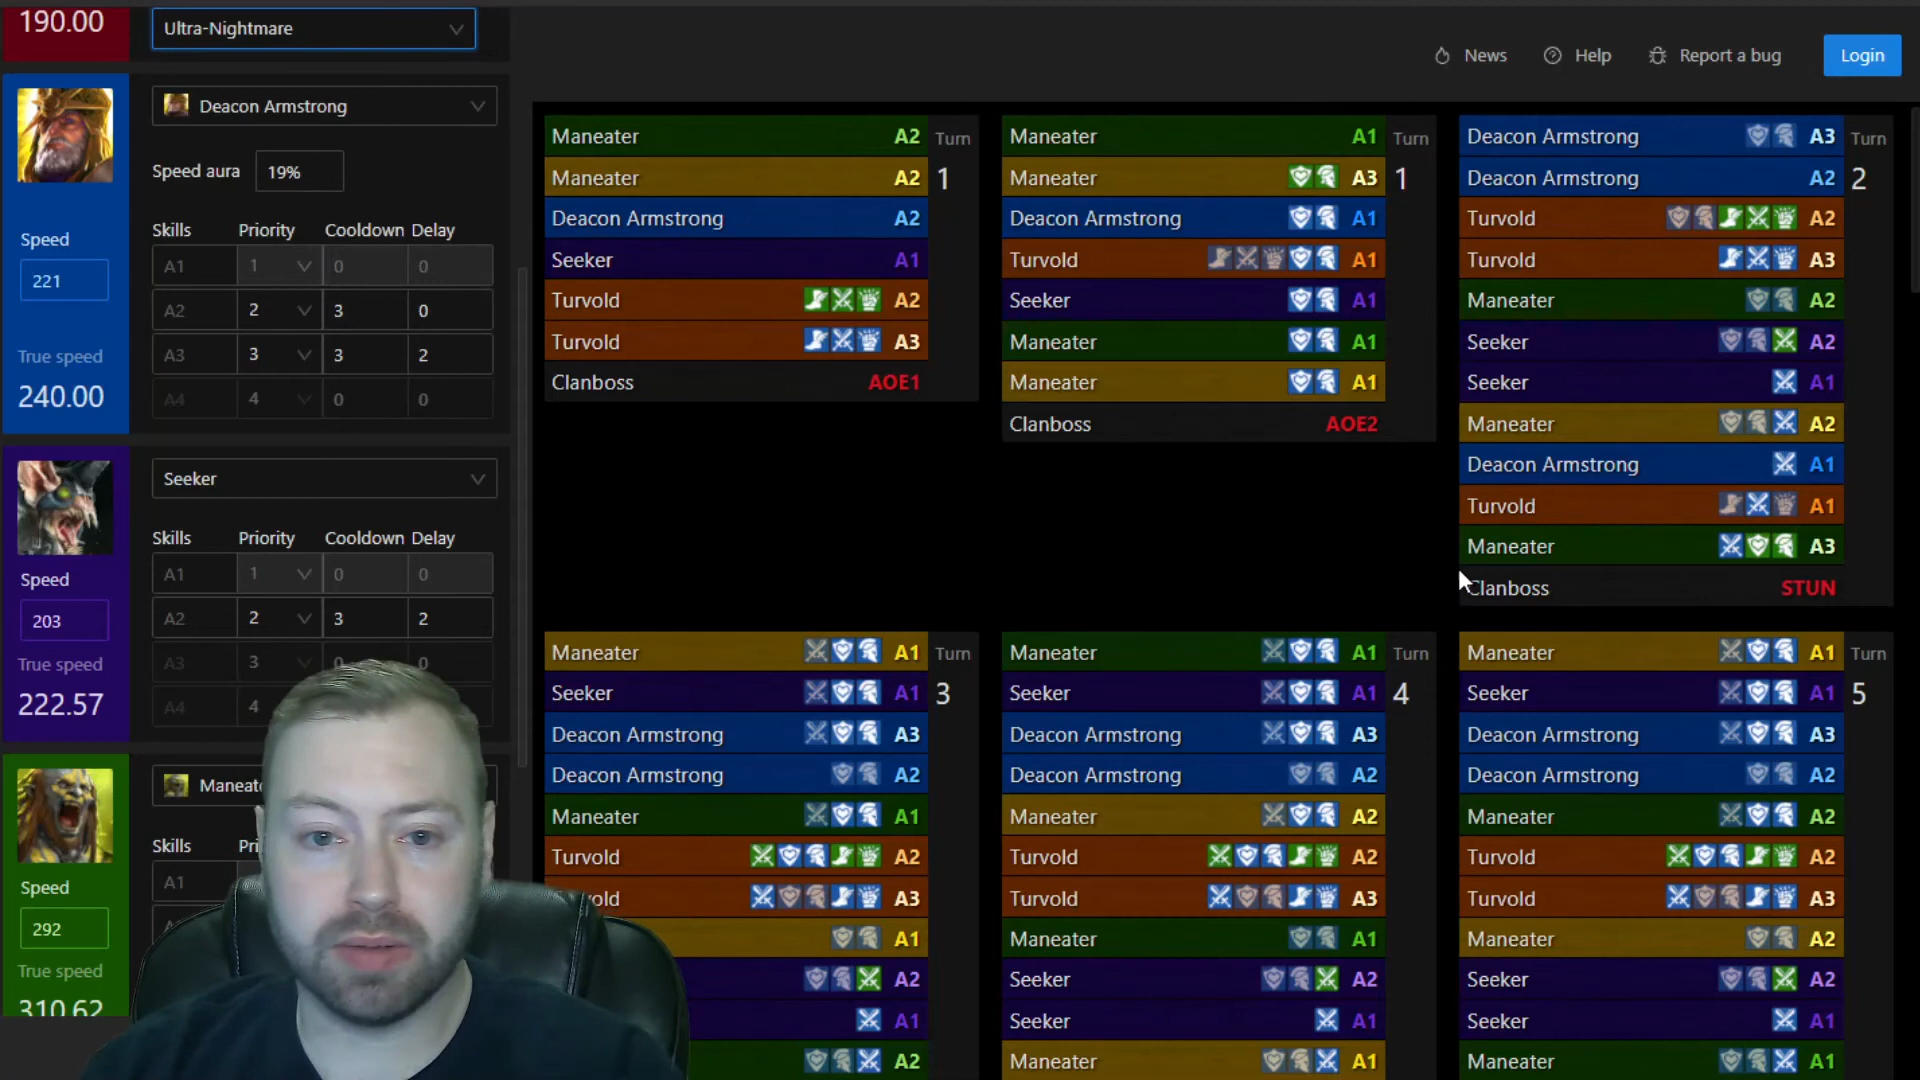 190.00
Ultra-Nightmare
News
Help
Report a bug
Login
Deacon Armstrong
Speed aura 19%
Speed
221
True speed
240.00
Skills Priority Cooldown Delay
A1 1 0 0
A2 2 3 0
A3 3 3 2
A4 4 0 0
Seeker
Speed
203
True speed
222.57
Skills Priority Cooldown Delay
A1 1 0 0
A2 2 3 2
A3 3 0 0
A4 4
Maneate
Speed
292
True speed
310.62
Skills Pri
A1
Maneater A2 Turn
Maneater A2 1
Deacon Armstrong A2
Seeker A1
Turvold A2
Turvold A3
Clanboss AOE1
Maneater A1 Turn
Maneater A3 1
Deacon Armstrong A1
Turvold A1
Seeker A1
Maneater A1
Maneater A1
Clanboss AOE2
Deacon Armstrong A3 Turn
Deacon Armstrong A2 2
Turvold A2
Turvold A3
Maneater A2
Seeker A2
Seeker A1
Maneater A2
Deacon Armstrong A1
Turvold A1
Maneater A3
Clanboss STUN
Maneater A1 Turn
Seeker A1 3
Deacon Armstrong A3
Deacon Armstrong A2
Maneater A1
Turvold A2
vold A3
A1
A2
A1
A2
Maneater A1 Turn
Seeker A1 4
Deacon Armstrong A3
Deacon Armstrong A2
Maneater A2
Turvold A2
Turvold A3
Maneater A1
Seeker A2
Seeker A1
Maneater A1
Maneater A1 Turn
Seeker A1 5
Deacon Armstrong A3
Deacon Armstrong A2
Maneater A2
Turvold A2
Turvold A3
Maneater A2
Seeker A2
Seeker A1
Maneater A1